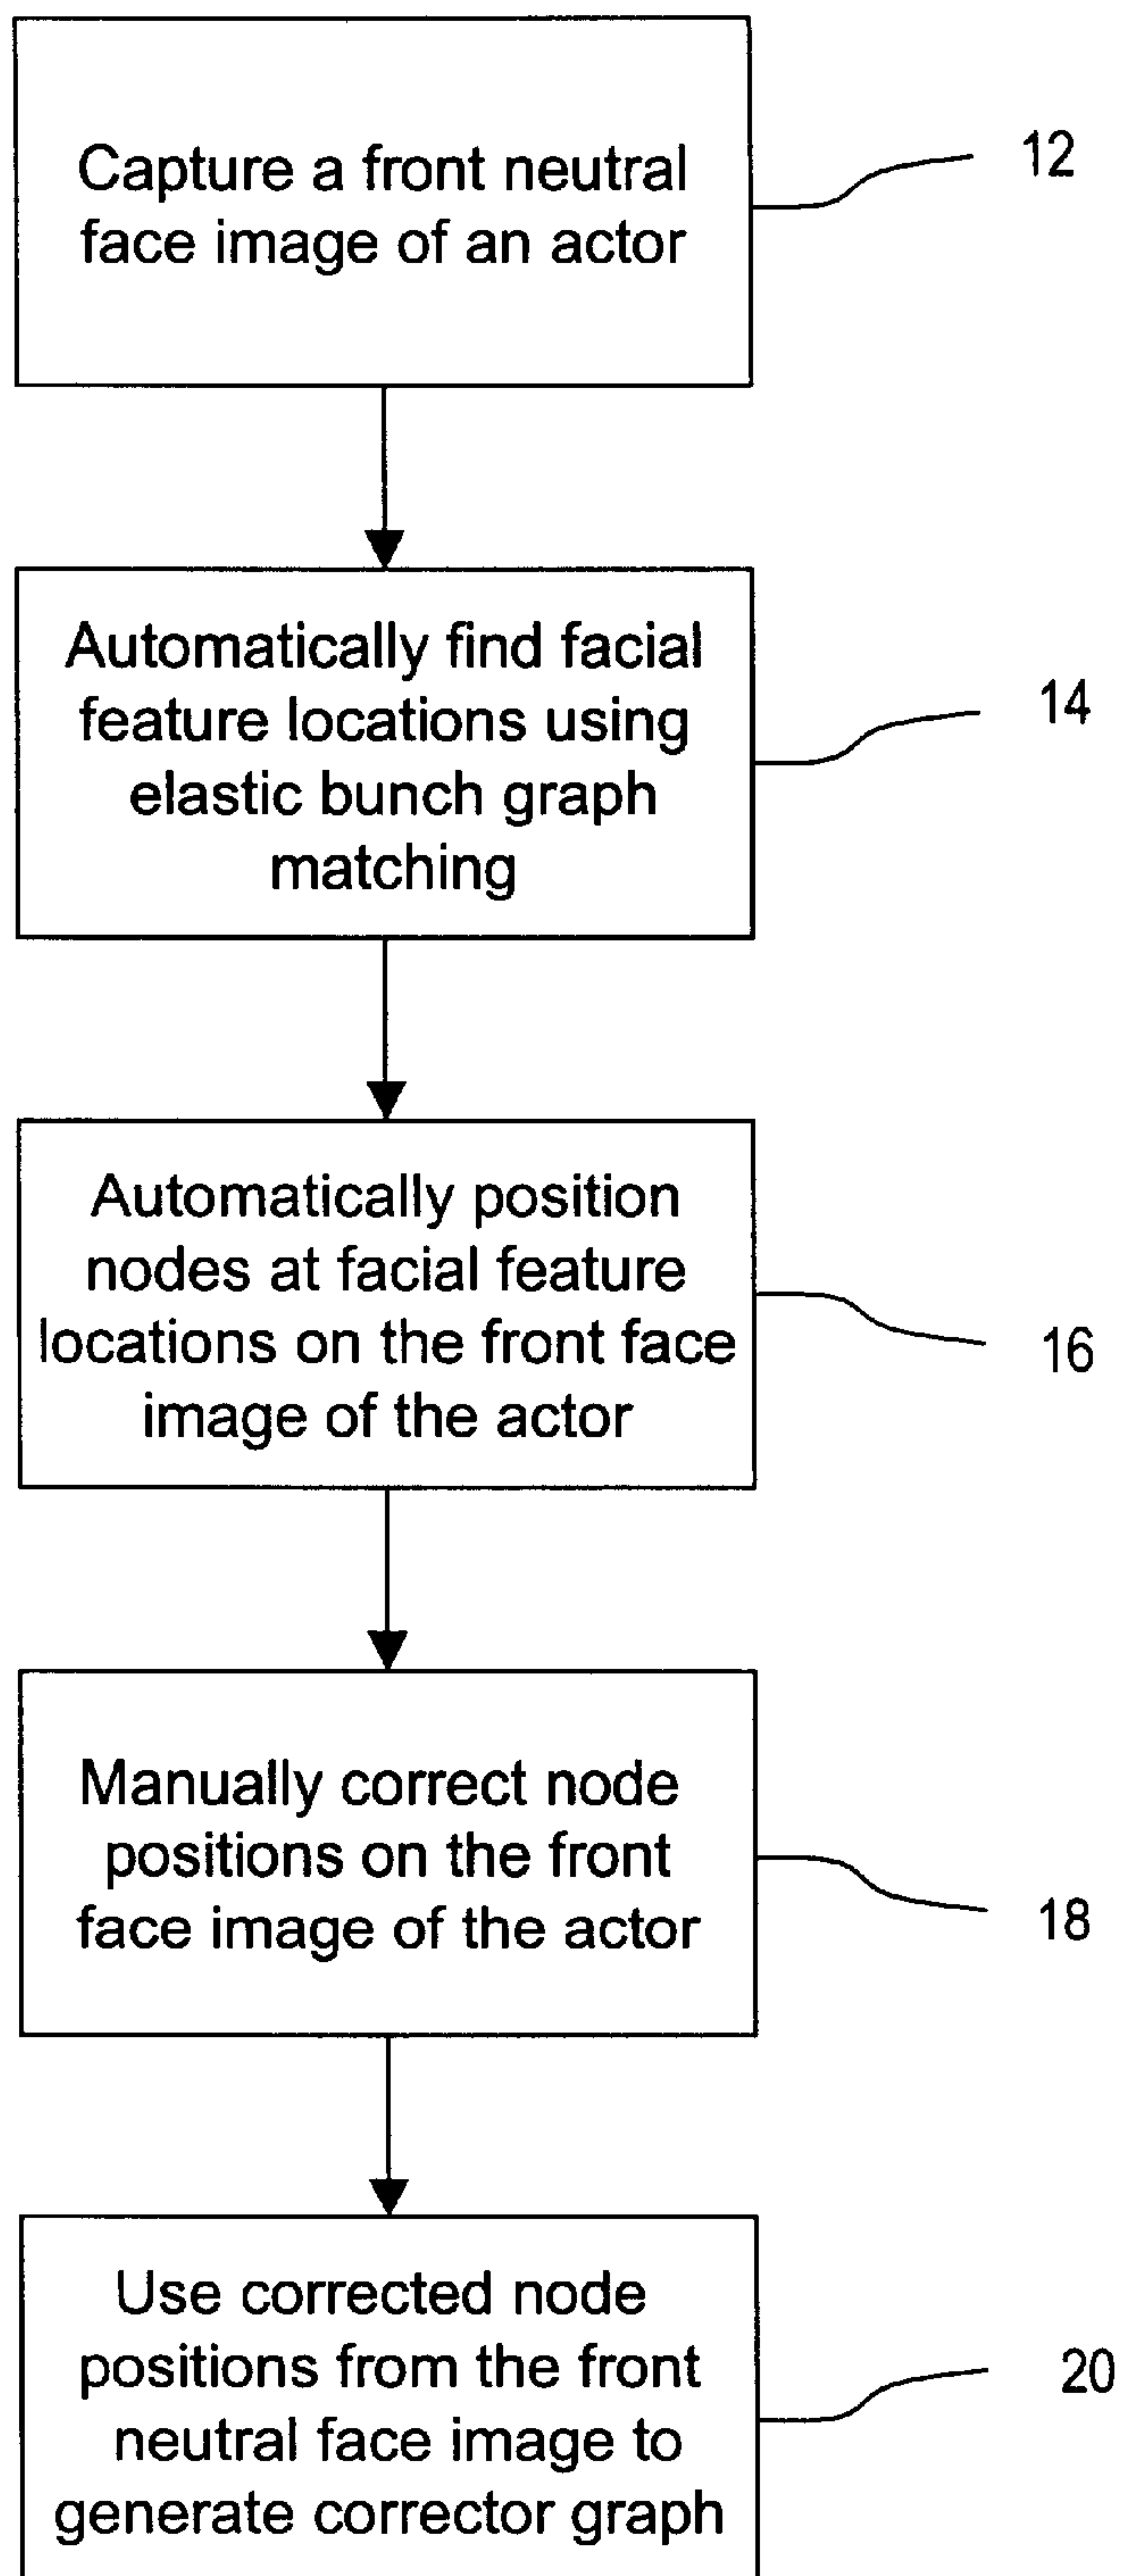 Capture a front neutral
face image of an actor
12
Automatically find facial
feature locations using
elastic bunch graph
matching
14
Automatically position
nodes at facial feature
locations on the front face
image of the actor
16
Manually correct node
positions on the front
face image of the actor
18
Use corrected node
positions from the front
neutral face image to
generate corrector graph
20